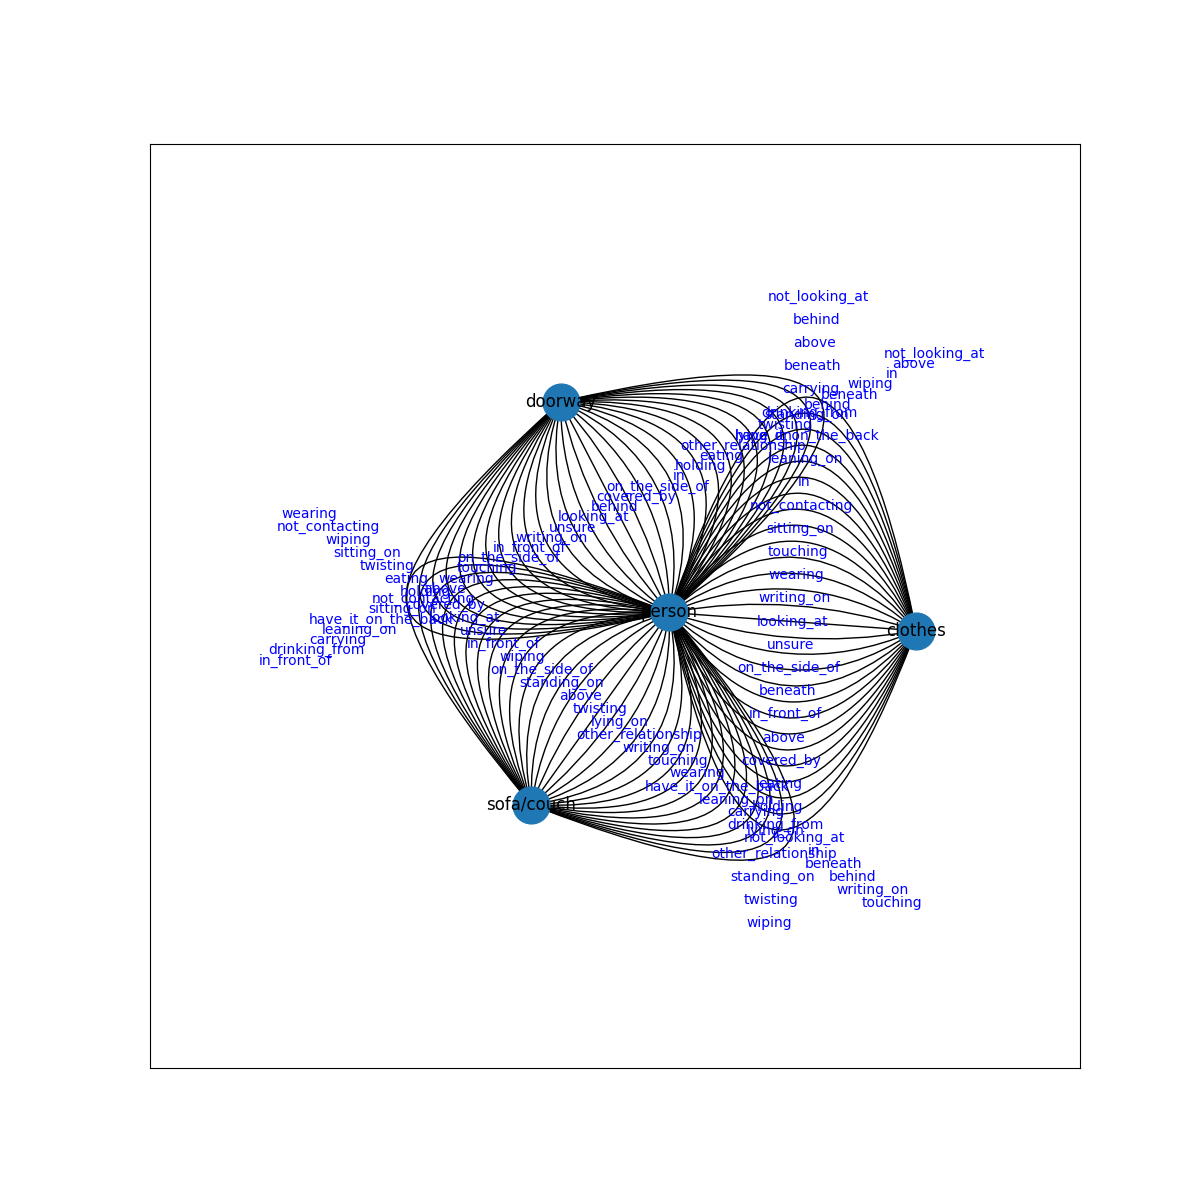 not_looking_at
behind
above
not_looking_at
above
beneath
in
wiping
carrying
beneath
doorway
behind
drinking_from
standing_on
twisting
have_it_on_the_back
other_relationship
eating
leaning_on
holding
in
in
on_the_side_of
covered_by
behind
not_contacting
wearing
looking_at
not_contacting
unsure
sitting_on
writing_on
wiping
in_front_of
sitting_on
on_the_side_of
touching
twisting
touching
eating
wearing
wearing
holding
above
not_contacting
writing_on
covered_by
sitting_on
person
have_it_on_the_back
looking_at
looking_at
leaning_on
unsure
clothes
carrying
in_front_of
unsure
drinking_from
wiping
in_front_of
on_the_side_of
on_the_side_of
standing_on
beneath
above
twisting
in_front_of
lying_on
other_relationship
above
writing_on
touching
covered_by
wearing
eating
have_it_on_the_back
leaning_on
sofa/couch
holding
carrying
drinking_from
lying_on
not_looking_at
in
other_relationship
beneath
standing_on
behind
writing_on
twisting
touching
wiping